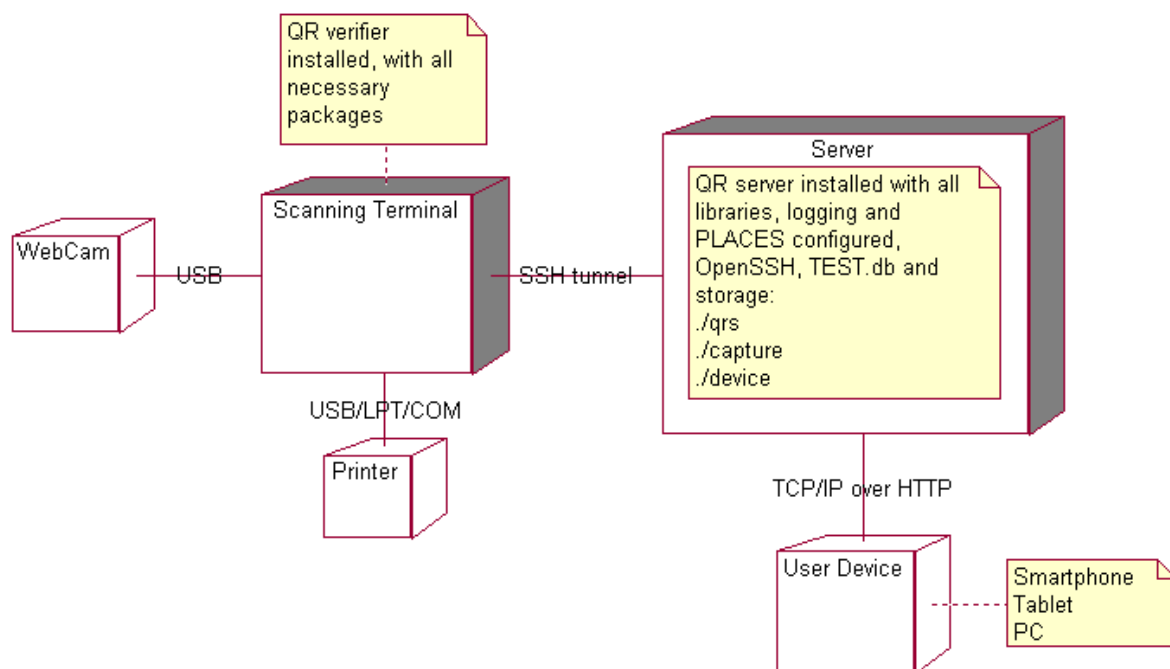 QR verifier
installed, with all
necessary
packages
Server
Scanning Terminal
QR server installed with all
libraries, logging and
PLACES configured,
OpenSSH, TEST.db and
storage:
./qrs
./capture
./device
WebCam
USB
SSH tunnel
USB/LPT/COM
Printer
TCP/IP over HTTP
User Device
Smartphone
Tablet
PC